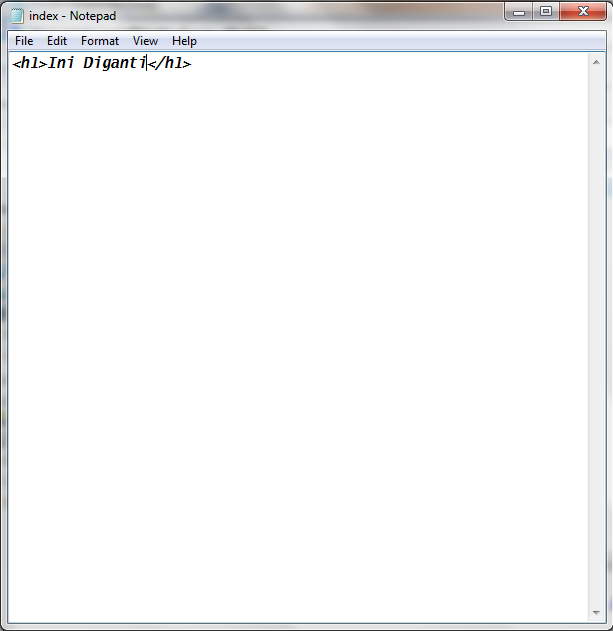 index - Notepad
File Edit Format View Help
<h1>Ini Diganti</h1>